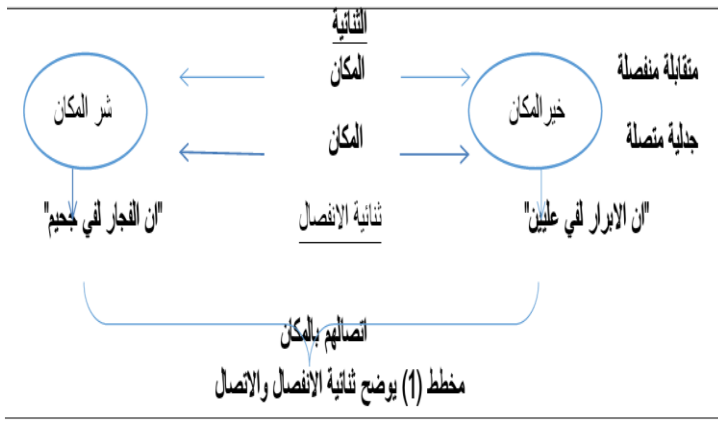 الثنائية
متقابلة منفصلة
المكان
خير المكان
شر المكان
جدلية متصلة
المكان
"ان الابرار لفي عليين"
ثنائية الانفصال
"ان الفجار لفي جحيم"
اتصالهم بالمكان
مخطط (1) يوضح ثنائية الانفصال والاتصال